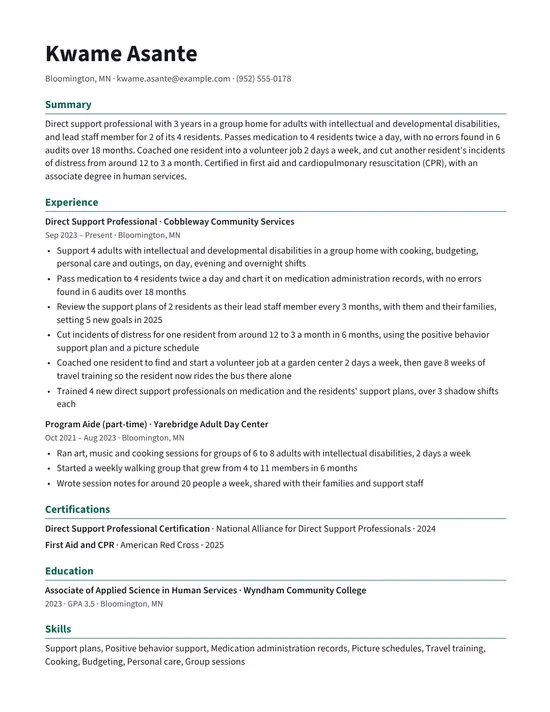 Kwame Asante
Bloomington, MN · kwame.asante@example.com · (952) 555-0178
Summary
Direct support professional with 3 years in a group home for adults with intellectual and developmental disabilities,
and lead staff member for 2 of its 4 residents. Passes medication to 4 residents twice a day, with no errors found in 6
audits over 18 months. Coached one resident into a volunteer job 2 days a week, and cut another resident's incidents
of distress from around 12 to 3 a month. Certified in first aid and cardiopulmonary resuscitation (CPR), with an
associate degree in human services.
Experience
Direct Support Professional · Cobbleway Community Services
Sep 2023 – Present · Bloomington, MN
• Support 4 adults with intellectual and developmental disabilities in a group home with cooking, budgeting,
personal care and outings, on day, evening and overnight shifts
• Pass medication to 4 residents twice a day and chart it on medication administration records, with no errors
found in 6 audits over 18 months
• Review the support plans of 2 residents as their lead staff member every 3 months, with them and their families,
setting 5 new goals in 2025
• Cut incidents of distress for one resident from around 12 to 3 a month in 6 months, using the positive behavior
support plan and a picture schedule
• Coached one resident to find and start a volunteer job at a garden center 2 days a week, then gave 8 weeks of
travel training so the resident now rides the bus there alone
• Trained 4 new direct support professionals on medication and the residents' support plans, over 3 shadow shifts
each
Program Aide (part-time) · Yarebridge Adult Day Center
Oct 2021 – Aug 2023 · Bloomington, MN
• Ran art, music and cooking sessions for groups of 6 to 8 adults with intellectual disabilities, 2 days a week
• Started a weekly walking group that grew from 4 to 11 members in 6 months
• Wrote session notes for around 20 people a week, shared with their families and support staff
Certifications
Direct Support Professional Certification · National Alliance for Direct Support Professionals · 2024
First Aid and CPR · American Red Cross · 2025
Education
Associate of Applied Science in Human Services · Wyndham Community College
2023 · GPA 3.5 · Bloomington, MN
Skills
Support plans, Positive behavior support, Medication administration records, Picture schedules, Travel training,
Cooking, Budgeting, Personal care, Group sessions